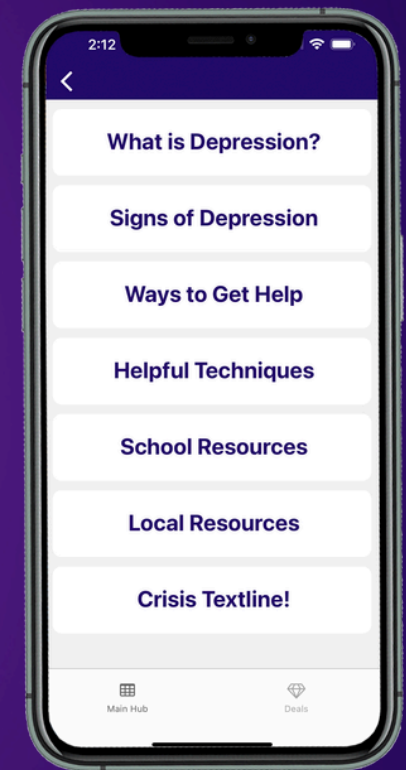 2:12
What is Depression?
Signs of Depression
Ways to Get Help
Helpful Techniques
School Resources
Local Resources
Crisis Textline!
Main Hub
Deals